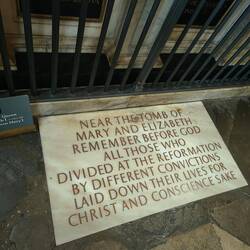 NEAR THE TOMB OF
MARY AND ELIZABETH
REMEMBER BEFORE GOD
ALL THOSE WHO
DIVIDED AT THE REFORMATION
BY DIFFERENT CONVICTIONS
LAID DOWN THEIR LIVES FOR
CHRIST AND CONSCIENCE SAKE
Queen